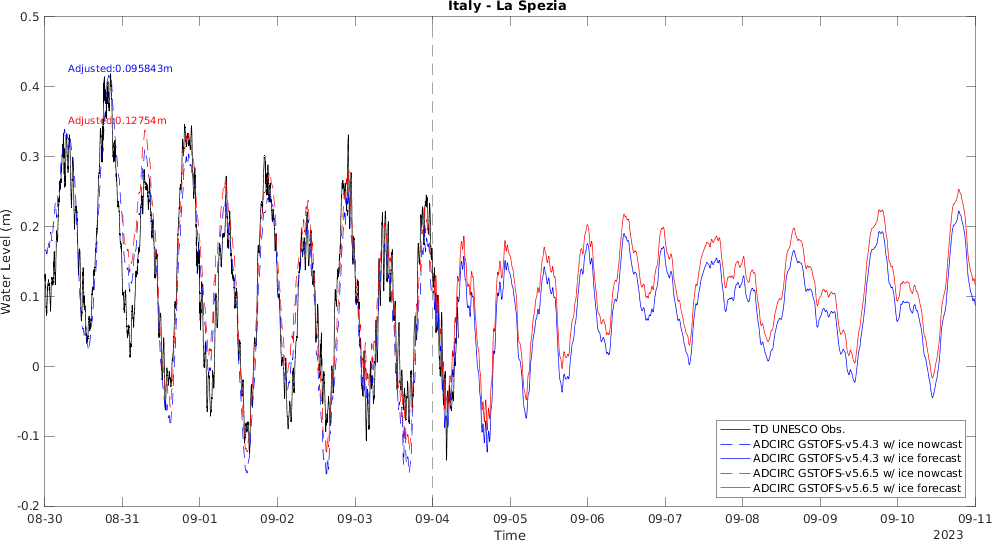 Italy - La Spezia
Water Level (m)
0.5
0.4
0.3
0.2
0.1
0
-0.1
-0.2
Adjusted:0.095843m
Adjusted:0.12754m
TD UNESCO Obs.
ADCIRC GSTOFS-v5.4.3 w/ ice nowcast
ADCIRC GSTOFS-v5.4.3 w/ ice forecast
ADCIRC GSTOFS-v5.6.5 w/ ice nowcast
ADCIRC GSTOFS-v5.6.5 w/ ice forecast
08-30 08-31 09-01 09-02 09-03 09-04 09-05 09-06 09-07 09-08 09-09 09-10 09-11
Time
2023